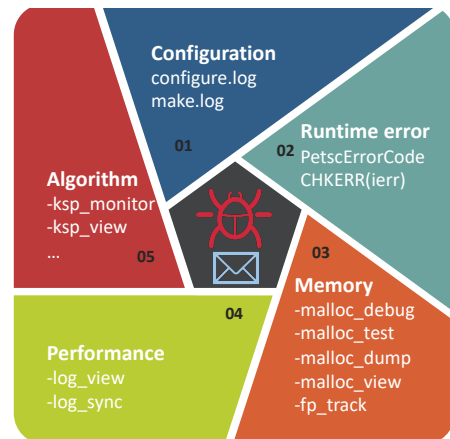 Configuration
configure.log
make.log
01
02
Runtime error
PetscErrorCode
CHKERR(ierr)
03
Memory
-malloc_debug
-malloc_test
-malloc_dump
-malloc_view
-fp_track
04
Performance
-log_view
-log_sync
Algorithm
-ksp_monitor
-ksp_view
...
05